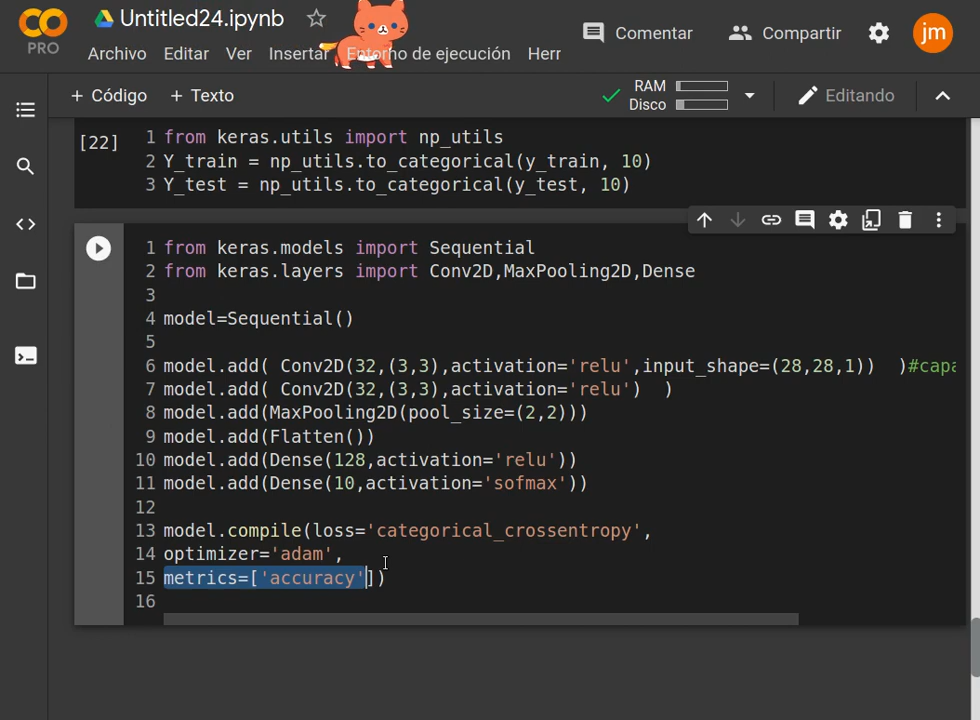 Untitled24.ipynb
PRO
Archivo Editar Ver Insertar Entorno de ejecución Herr
Comentar Compartir jm
+ Código + Texto
RAM
Disco
Editando
[22]
1 from keras.utils import np_utils
2 Y_train = np_utils.to_categorical(y_train, 10)
3 Y_test = np_utils.to_categorical(y_test, 10)
1 from keras.models import Sequential
2 from keras.layers import Conv2D,MaxPooling2D,Dense
3
4 model=Sequential()
5
6 model.add( Conv2D(32,(3,3),activation='relu',input_shape=(28,28,1))  )#capa
7 model.add( Conv2D(32,(3,3),activation='relu')  )
8 model.add(MaxPooling2D(pool_size=(2,2)))
9 model.add(Flatten())
10 model.add(Dense(128,activation='relu'))
11 model.add(Dense(10,activation='sofmax'))
12
13 model.compile(loss='categorical_crossentropy',
14 optimizer='adam',
15 metrics=['accuracy'])
16